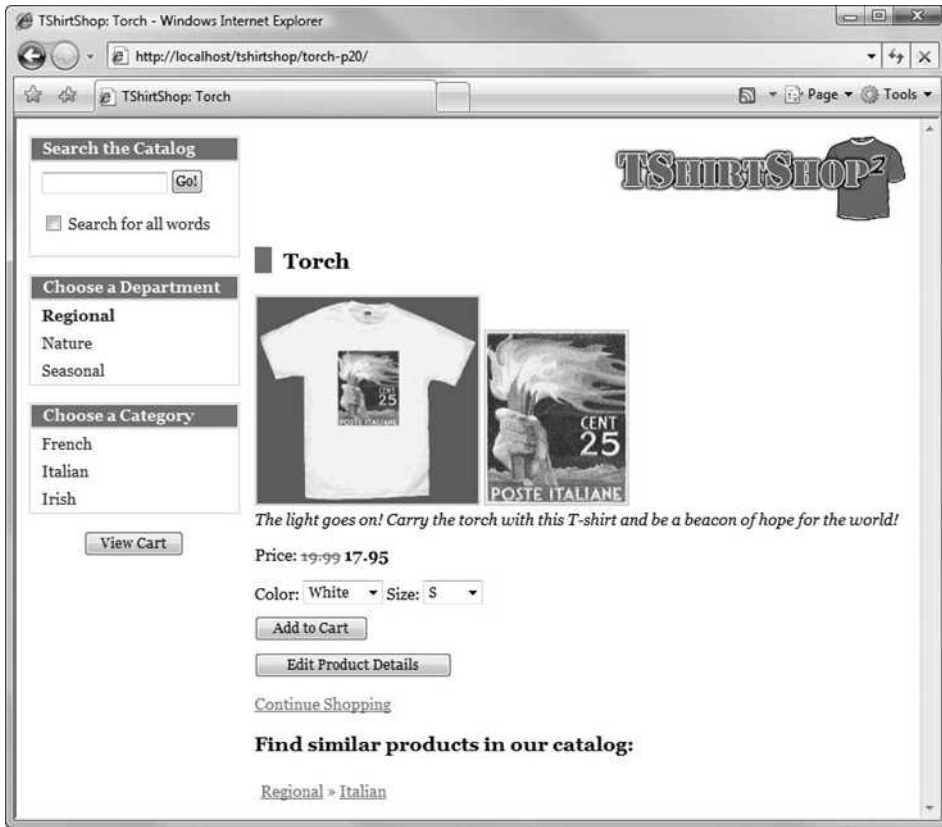 TShirtShop: Torch - Windows Internet Explorer
http://localhost/tshirtshop/torch-p20/
TShirtShop: Torch
Page
Tools
Search the Catalog
Go!
Search for all words
Choose a Department
Regional
Nature
Seasonal
Choose a Category
French
Italian
Irish
View Cart
TShirtShop²
Torch
CENT
25
POSTE ITALIANE
CENT
25
POSTE ITALIANE
The light goes on! Carry the torch with this T-shirt and be a beacon of hope for the world!
Price: 19.99 17.95
Color: White Size: S
Add to Cart
Edit Product Details
Continue Shopping
Find similar products in our catalog:
Regional » Italian